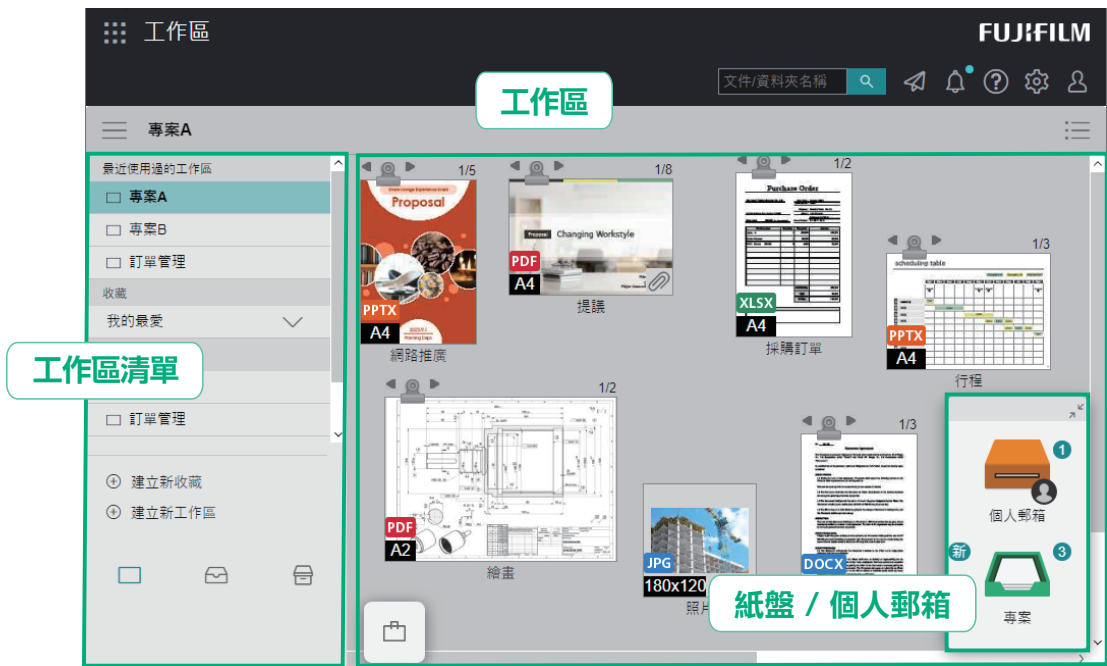 工作區
FUJIFILM
文件/資料夾名稱
工作區
專案A
最近使用過的工作區
專案A
專案B
訂單管理
收藏
我的最愛
工作區清單
訂單管理
建立新收藏
建立新工作區
1/5
Proposal
PPTX
A4
網路推廣
1/8
Proposal
Changing Workstyle
PDF
A4
提議
1/2
Purchase Order
XLSX
A4
採購訂單
1/3
scheduling table
PPTX
A4
行程
1/2
PDF
A2
繪畫
JPG
180x120
照片
1/3
DOCX
1
個人郵箱
新
3
專案
紙盤 / 個人郵箱